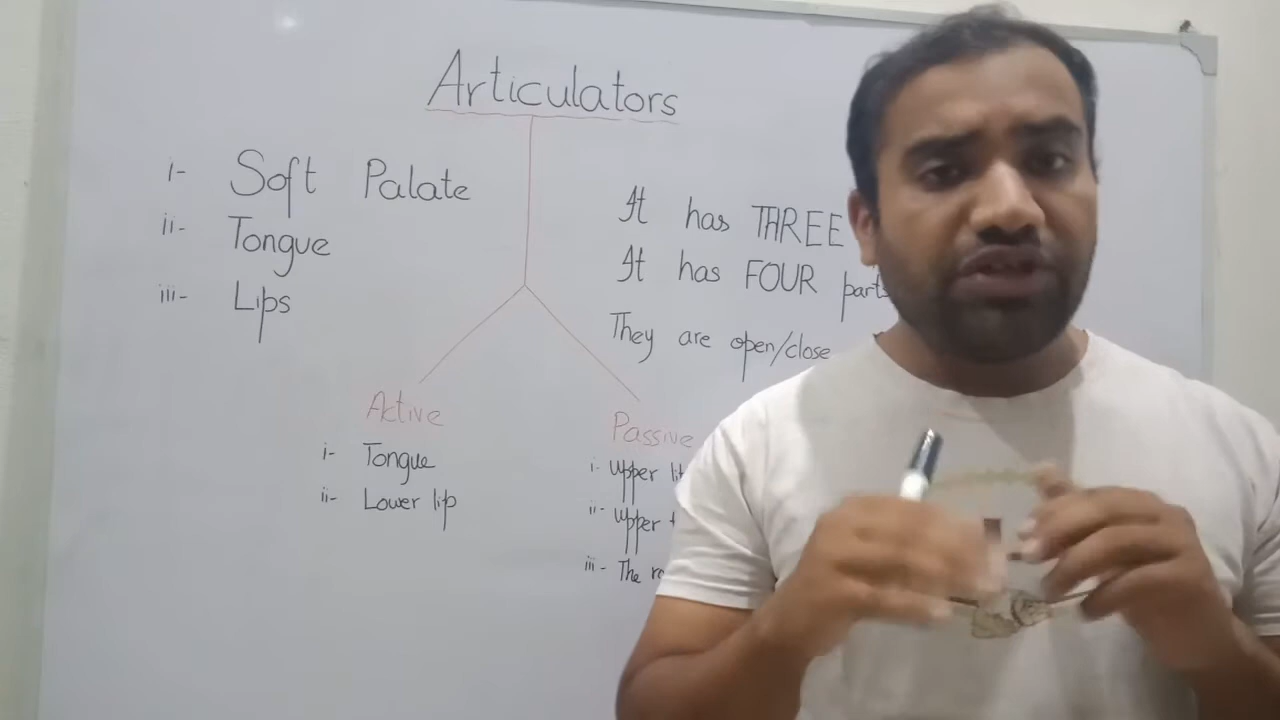 Articulators
i- Soft Palate
ii- Tongue
iii- Lips
It has THREE
It has FOUR parts
They are open/close
Active
i- Tongue
ii- Lower lip
Passive
i- Upper
ii- Upper
iii- The